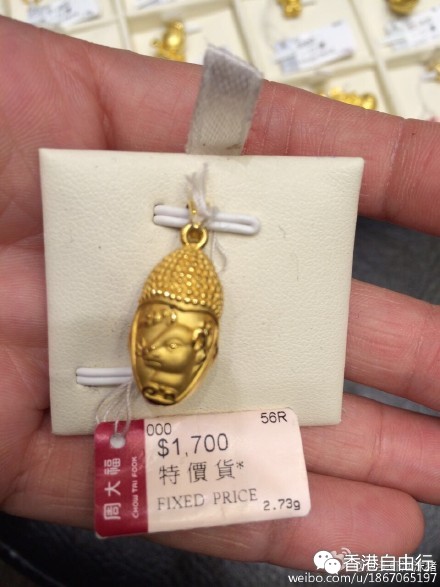 000 56R
$1,700
特價貨*
FIXED PRICE
2.73g
周大福
CHOW TAI FOOK
香港自由行
weibo.com/u/1867065197